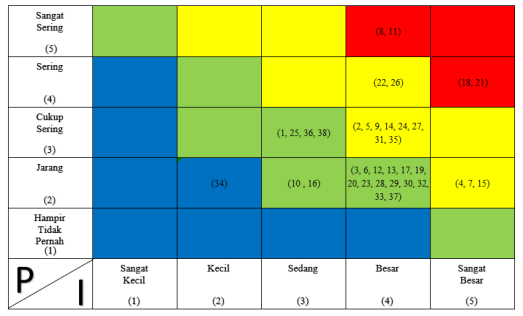 Sangat
Sering
(5)
(8, 11)
Sering
(4)
(22, 26)
(18, 21)
Cukup
Sering
(3)
(1, 25, 36, 38)
(2, 5, 9, 14, 24, 27,
31, 35)
Jarang
(2)
(34)
(10 , 16)
(3, 6, 12, 13, 17, 19,
20, 23, 28, 29, 30, 32,
33, 37)
(4, 7, 15)
Hampir
Tidak
Pernah
(1)
P
I
Sangat
Kecil
(1)
Kecil
(2)
Sedang
(3)
Besar
(4)
Sangat
Besar
(5)